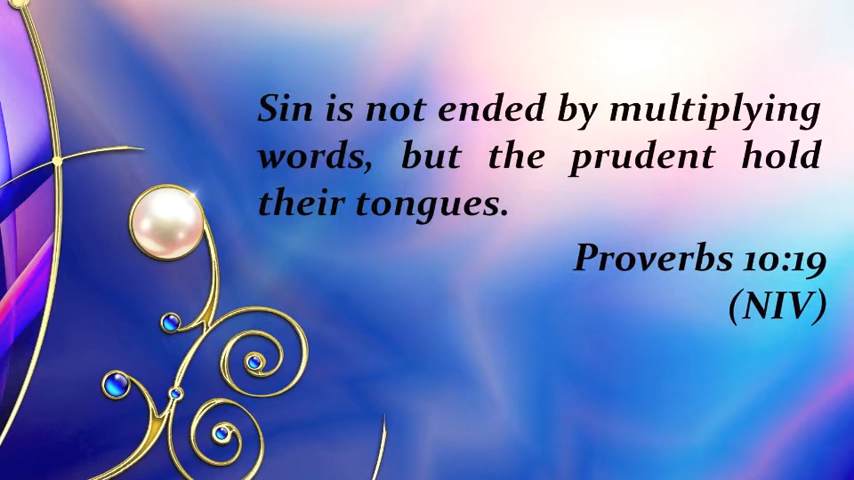 Sin is not ended by multiplying
words, but the prudent hold
their tongues.
Proverbs 10:19
(NIV)